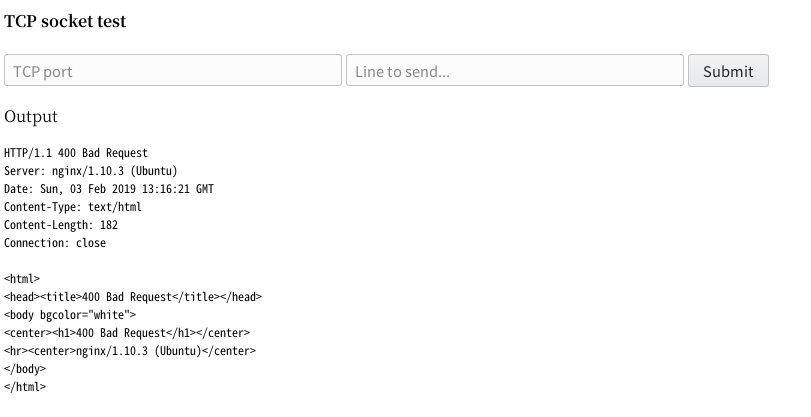 TCP socket test
TCP port
Line to send...
Submit
Output
HTTP/1.1 400 Bad Request
Server: nginx/1.10.3 (Ubuntu)
Date: Sun, 03 Feb 2019 13:16:21 GMT
Content-Type: text/html
Content-Length: 182
Connection: close
<html>
<head><title>400 Bad Request</title></head>
<body bgcolor="white">
<center><h1>400 Bad Request</h1></center>
<hr><center>nginx/1.10.3 (Ubuntu)</center>
</body>
</html>